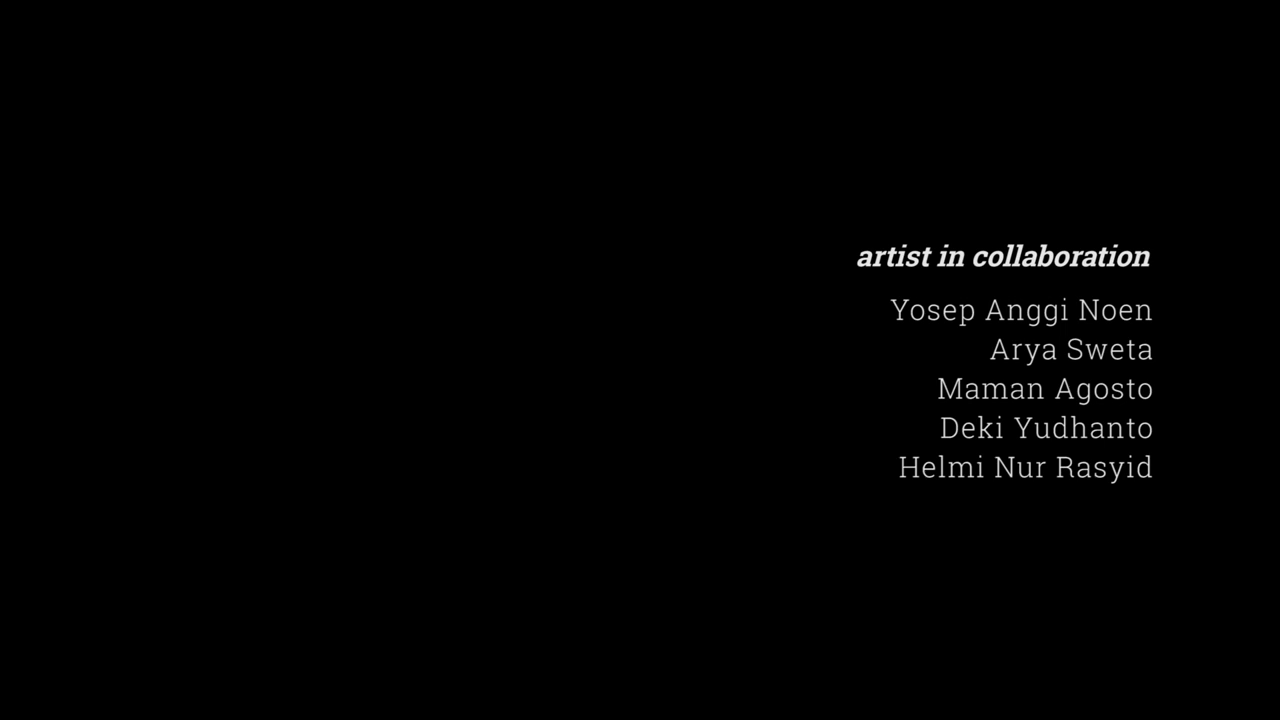 artist in collaboration
Yosep Anggi Noen
Arya Sweta
Maman Agosto
Deki Yudhanto
Helmi Nur Rasyid